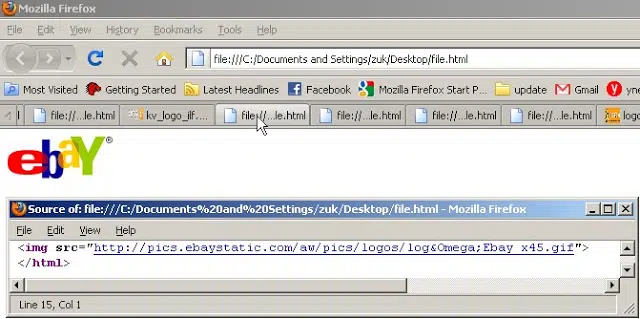 Mozilla Firefox
File Edit View History Bookmarks Tools Help
file:///C:/Documents and Settings/zuk/Desktop/file.html
Most Visited Getting Started Latest Headlines Facebook Mozilla Firefox Start P... update Gmail yne
file://...le.html kv_logo_ilf.... file://...le.html file://...le.html file://...le.html file://...le.html logo
ebaY®
Source of: file:///C:/Documents%20and%20Settings/zuk/Desktop/file.html - Mozilla Firefox
File Edit View Help
<img src="http://pics.ebaystatic.com/aw/pics/logos/log&Omega;Ebay x45.gif">
</html>
Line 15, Col 1